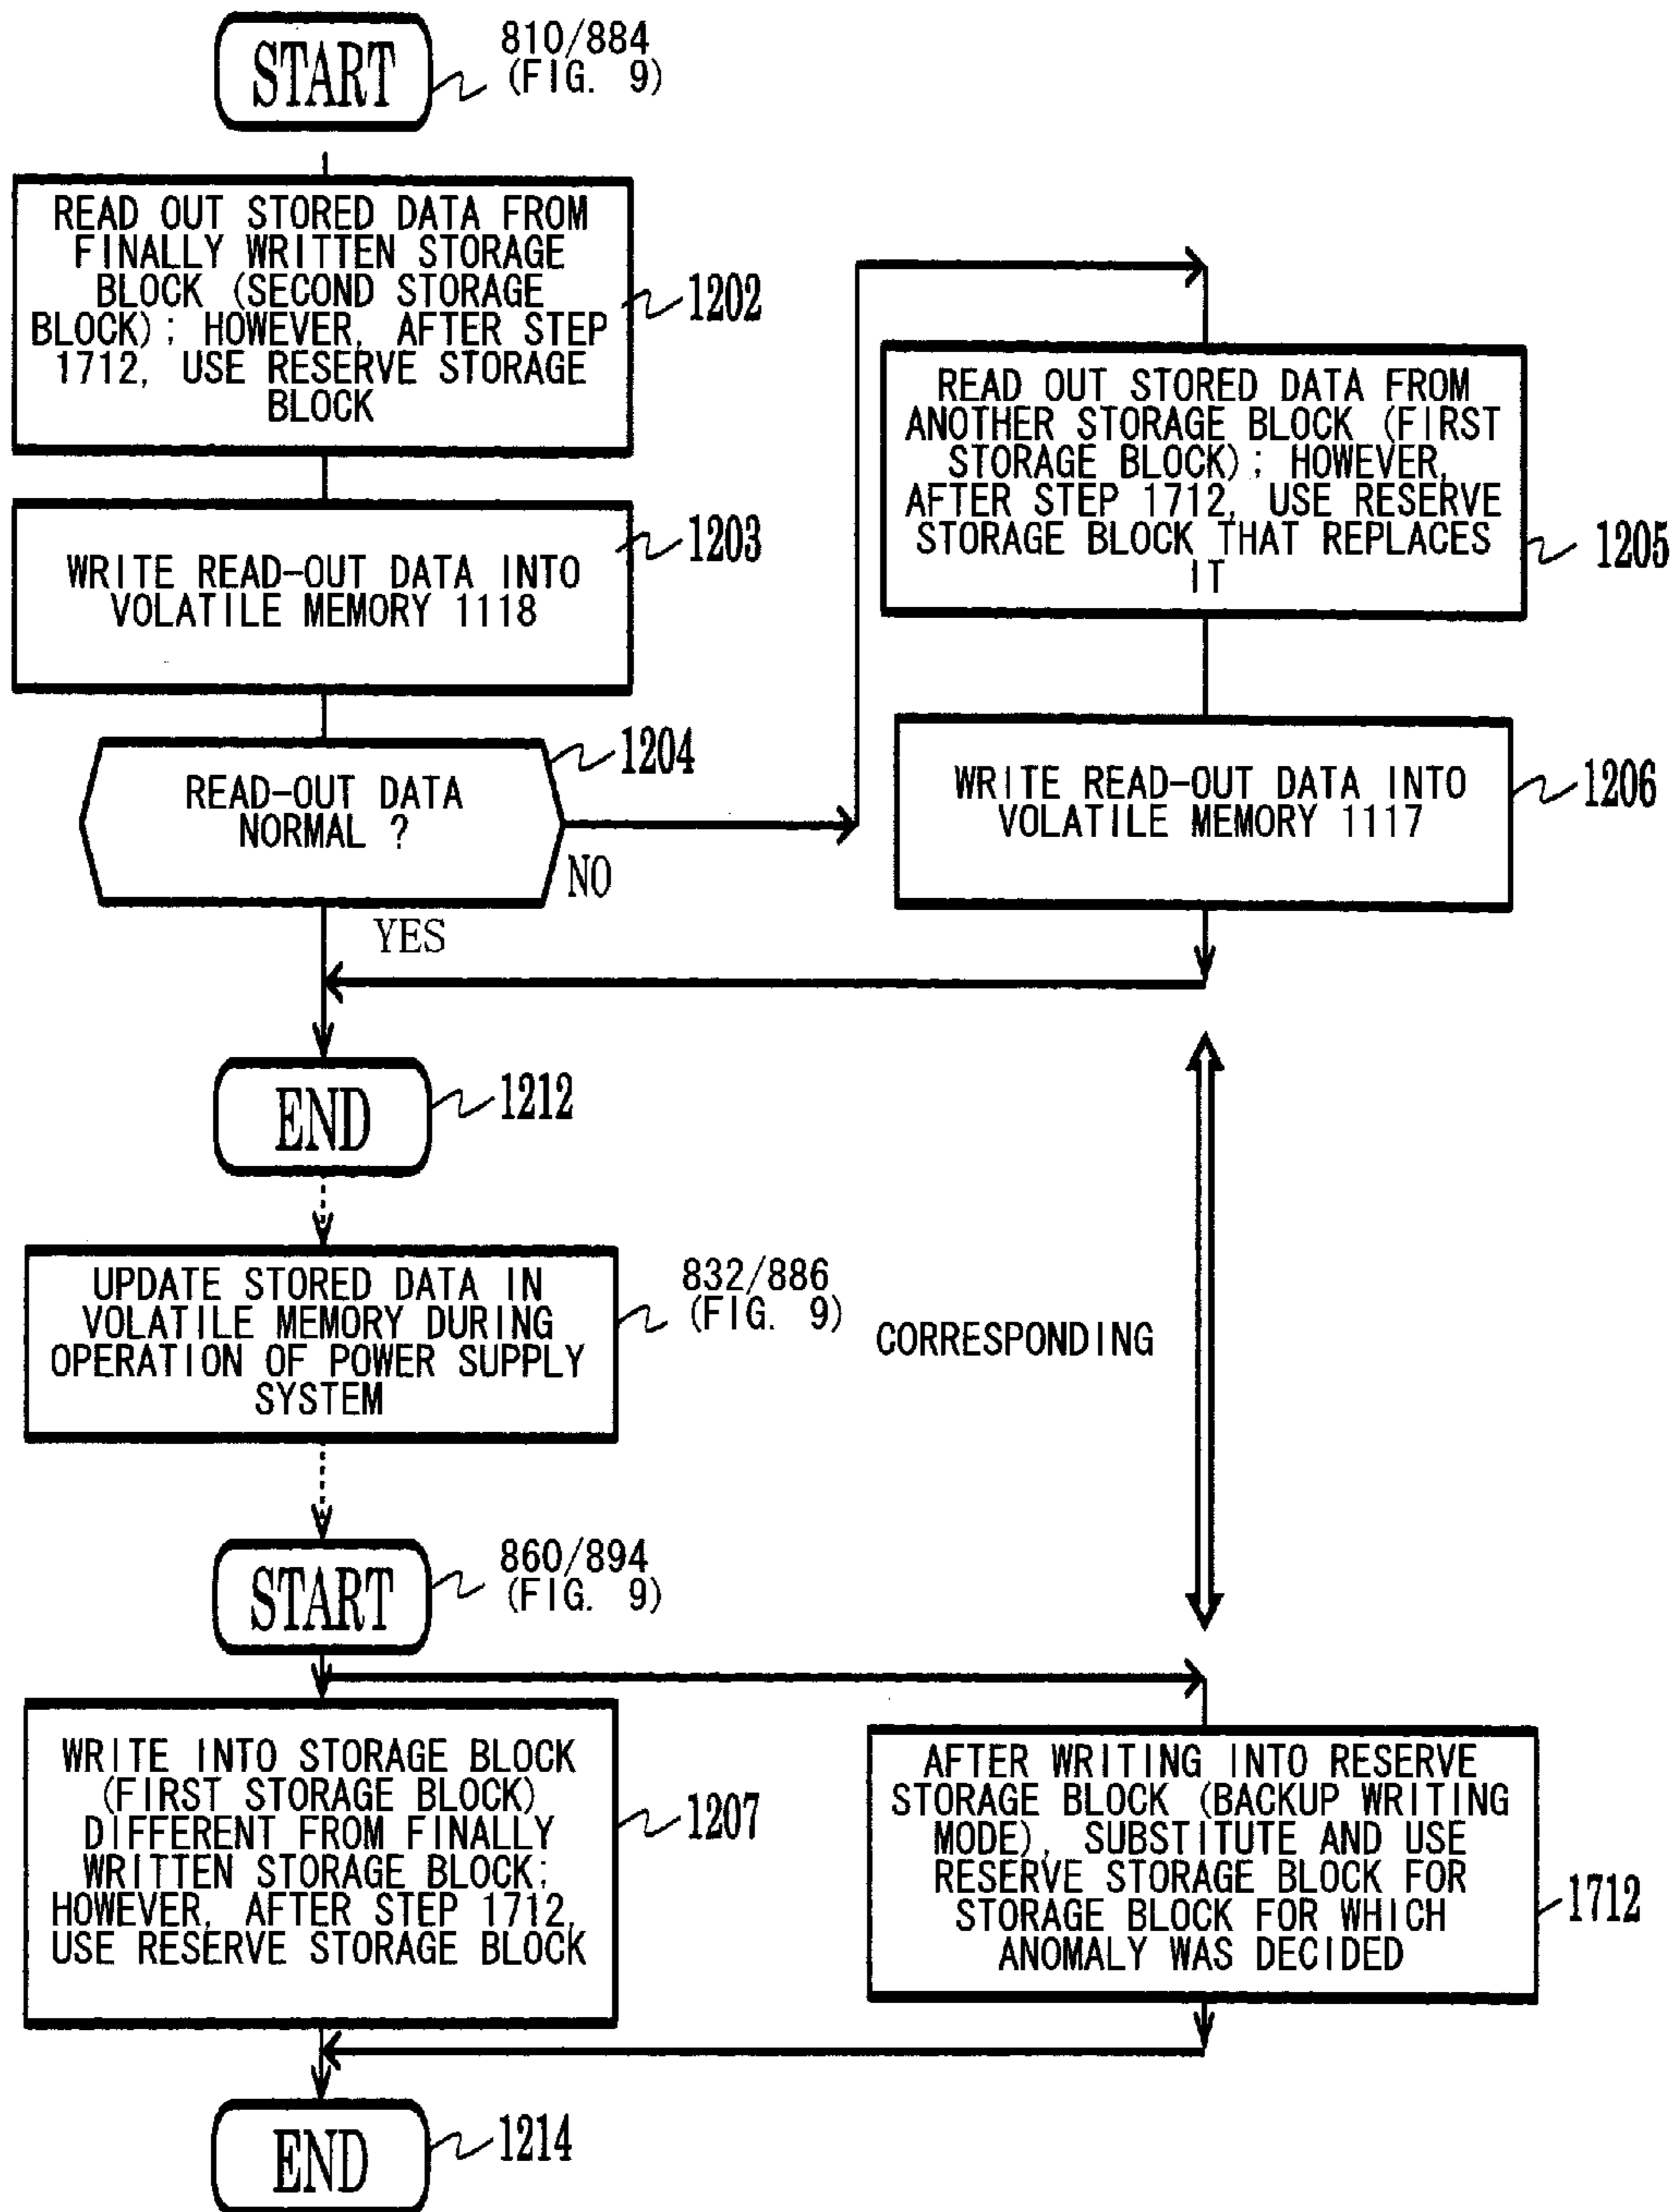 START
810/884
(FIG. 9)
READ OUT STORED DATA FROM
FINALLY WRITTEN STORAGE
BLOCK (SECOND STORAGE
BLOCK); HOWEVER, AFTER STEP
1712, USE RESERVE STORAGE
BLOCK
1202
WRITE READ-OUT DATA INTO
VOLATILE MEMORY 1118
1203
READ-OUT DATA
NORMAL ?
1204
NO
YES
READ OUT STORED DATA FROM
ANOTHER STORAGE BLOCK (FIRST
STORAGE BLOCK); HOWEVER,
AFTER STEP 1712, USE RESERVE
STORAGE BLOCK THAT REPLACES
IT
1205
WRITE READ-OUT DATA INTO
VOLATILE MEMORY 1117
1206
END
1212
UPDATE STORED DATA IN
VOLATILE MEMORY DURING
OPERATION OF POWER SUPPLY
SYSTEM
832/886
(FIG. 9)
CORRESPONDING
START
860/894
(FIG. 9)
WRITE INTO STORAGE BLOCK
(FIRST STORAGE BLOCK)
DIFFERENT FROM FINALLY
WRITTEN STORAGE BLOCK;
HOWEVER, AFTER STEP 1712,
USE RESERVE STORAGE BLOCK
1207
AFTER WRITING INTO RESERVE
STORAGE BLOCK (BACKUP WRITING
MODE), SUBSTITUTE AND USE
RESERVE STORAGE BLOCK FOR
STORAGE BLOCK FOR WHICH
ANOMALY WAS DECIDED
1712
END
1214